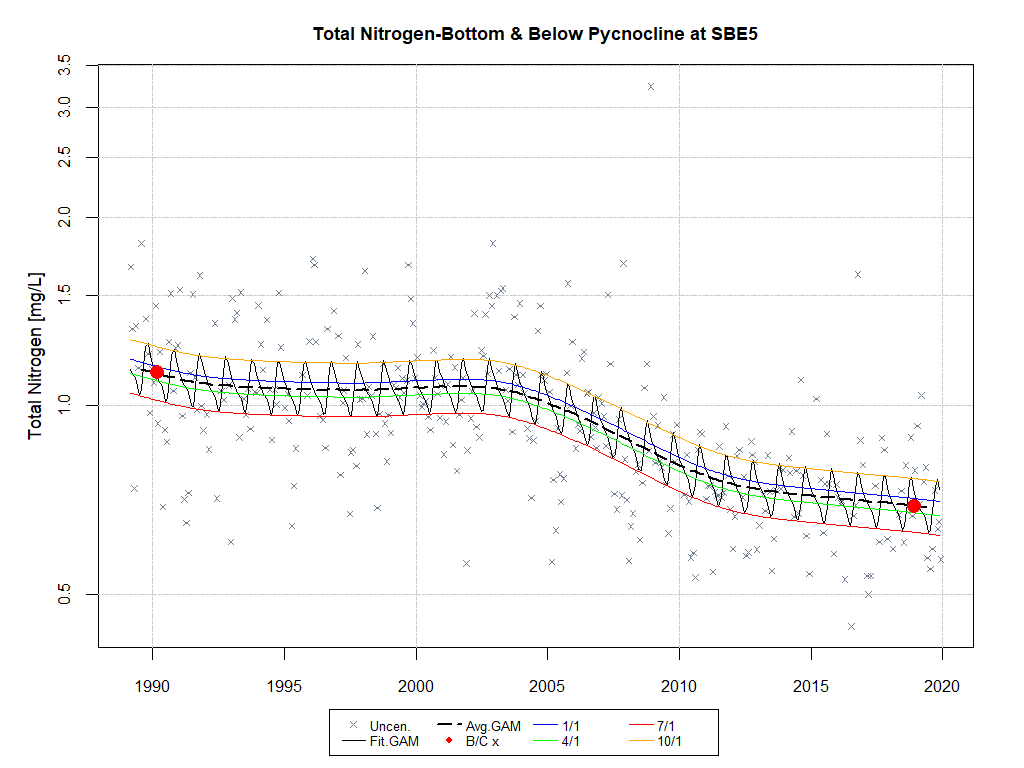 Total Nitrogen-Bottom & Below Pycnocline at SBE5
Total Nitrogen [mg/L]
3.5
3.0
2.5
2.0
1.5
1.0
0.5
1990 1995 2000 2005 2010 2015 2020
Uncen. Avg.GAM 1/1 7/1
Fit.GAM B/C x 4/1 10/1